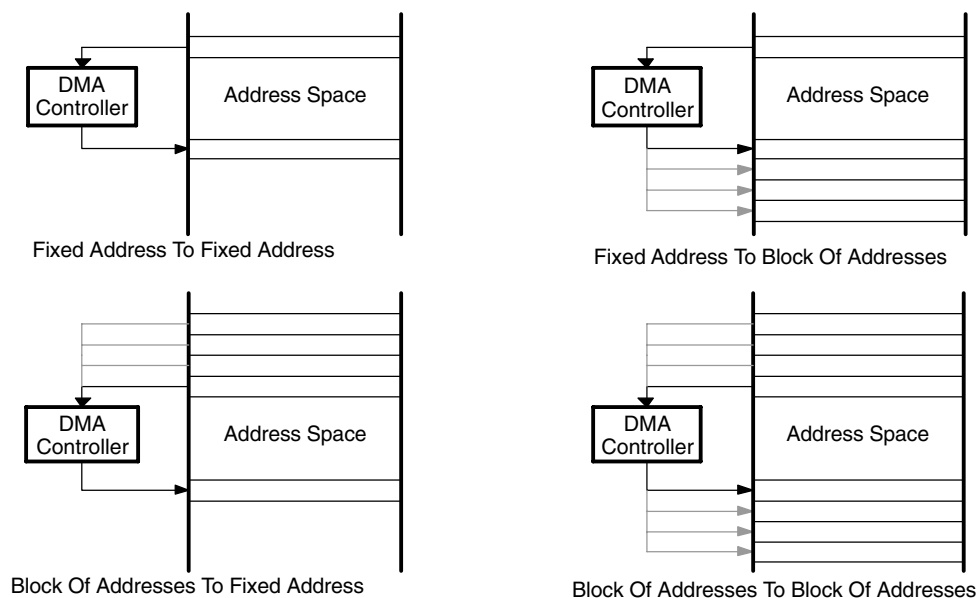 DMA
Controller
Address Space
Fixed Address To Fixed Address
DMA
Controller
Address Space
Fixed Address To Block Of Addresses
DMA
Controller
Address Space
Block Of Addresses To Fixed Address
DMA
Controller
Address Space
Block Of Addresses To Block Of Addresses